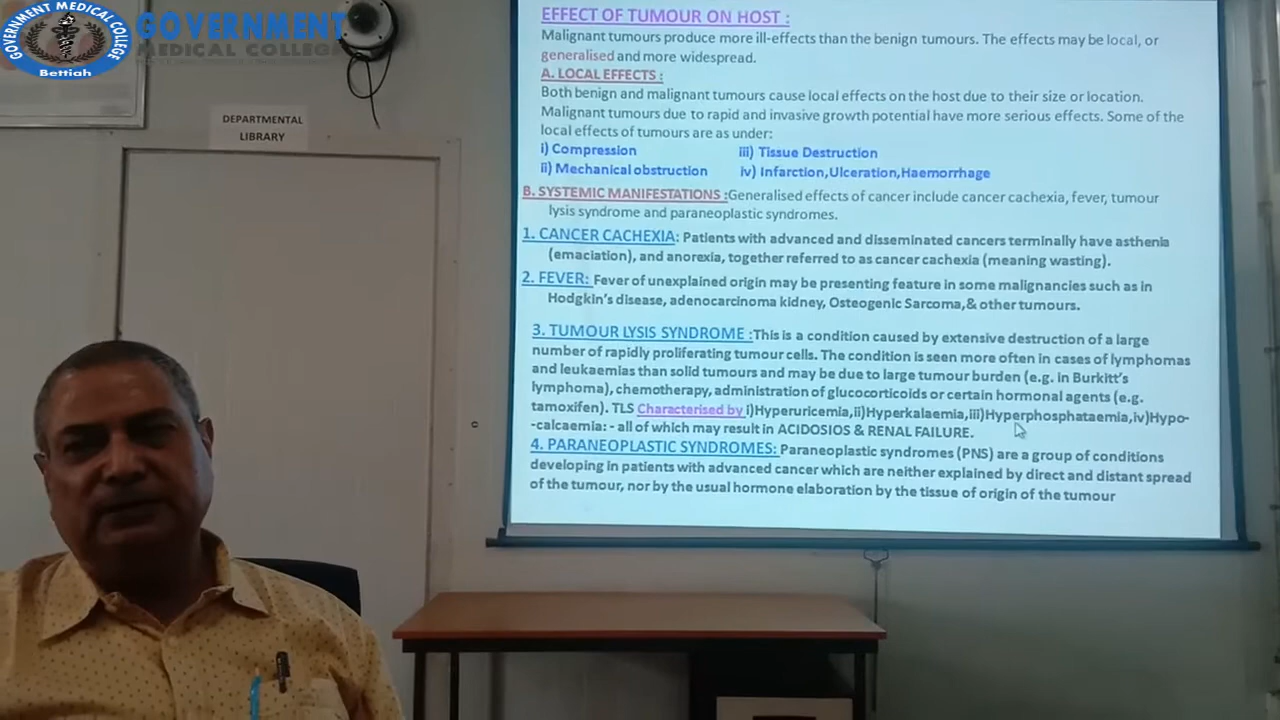 GOVERNMENT MEDICAL COLLEGE
Bettiah
GOVERNMENT
MEDICAL COLLEGE
DEPARTMENTAL
LIBRARY
EFFECT OF TUMOUR ON HOST :
Malignant tumours produce more ill-effects than the benign tumours. The effects may be local, or
generalised and more widespread.
A. LOCAL EFFECTS :
Both benign and malignant tumours cause local effects on the host due to their size or location.
Malignant tumours due to rapid and invasive growth potential have more serious effects. Some of the
local effects of tumours are as under:
i) Compression iii) Tissue Destruction
ii) Mechanical obstruction iv) Infarction,Ulceration,Haemorrhage
B. SYSTEMIC MANIFESTATIONS :Generalised effects of cancer include cancer cachexia, fever, tumour
lysis syndrome and paraneoplastic syndromes.
1. CANCER CACHEXIA: Patients with advanced and disseminated cancers terminally have asthenia
(emaciation), and anorexia, together referred to as cancer cachexia (meaning wasting).
2. FEVER: Fever of unexplained origin may be presenting feature in some malignancies such as in
Hodgkin's disease, adenocarcinoma kidney, Osteogenic Sarcoma,& other tumours.
3. TUMOUR LYSIS SYNDROME :This is a condition caused by extensive destruction of a large
number of rapidly proliferating tumour cells. The condition is seen more often in cases of lymphomas
and leukaemias than solid tumours and may be due to large tumour burden (e.g. in Burkitt's
lymphoma), chemotherapy, administration of glucocorticoids or certain hormonal agents (e.g.
tamoxifen). TLS Characterised by i)Hyperuricemia,ii)Hyperkalaemia,iii)Hyperphosphataemia,iv)Hypo-
-calcaemia: - all of which may result in ACIDOSIOS & RENAL FAILURE.
4. PARANEOPLASTIC SYNDROMES: Paraneoplastic syndromes (PNS) are a group of conditions
developing in patients with advanced cancer which are neither explained by direct and distant spread
of the tumour, nor by the usual hormone elaboration by the tissue of origin of the tumour